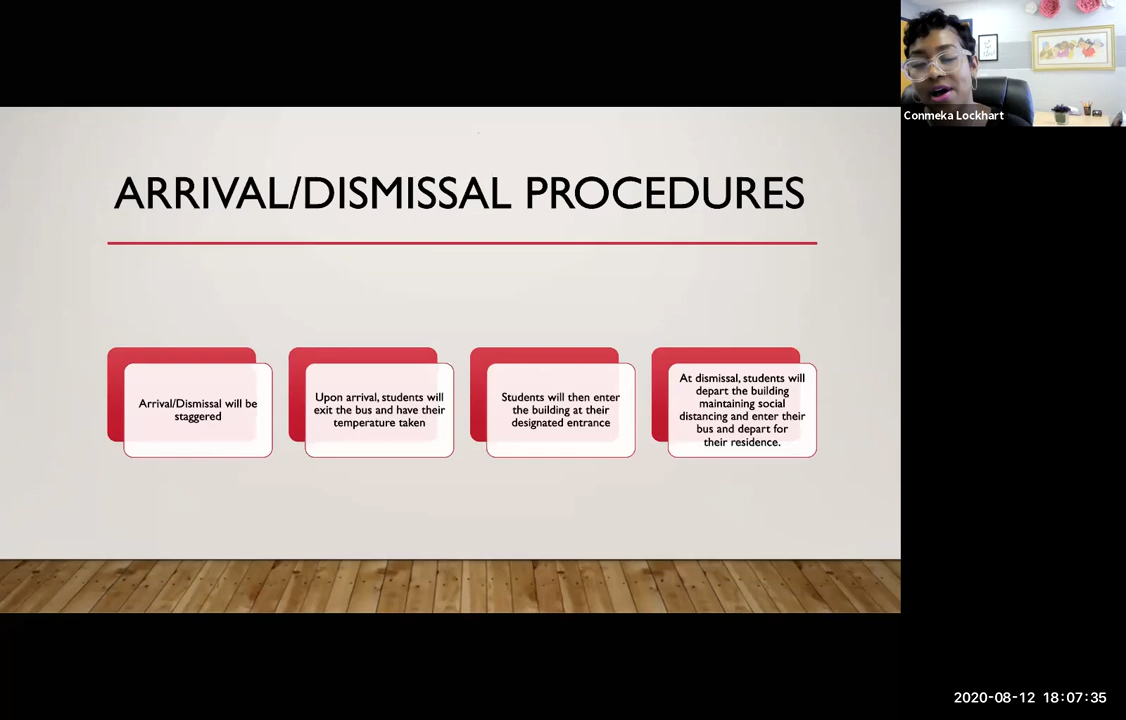 Conmeka Lockhart
ARRIVAL/DISMISSAL PROCEDURES
Arrival/Dismissal will be
staggered
Upon arrival, students will
exit the bus and have their
temperature taken
Students will then enter
the building at their
designated entrance
At dismissal, students will
depart the building
maintaining social
distancing and enter their
bus and depart for
their residence.
2020-08-12 18:07:35